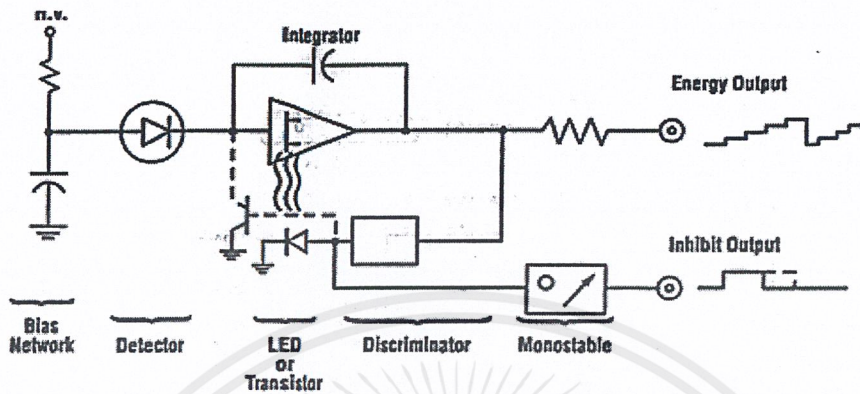 n.v.
Integrator
Energy Output
Inhibit Output
Bias
Network
Detector
LED
or
Transistor
Discriminator
Monostable